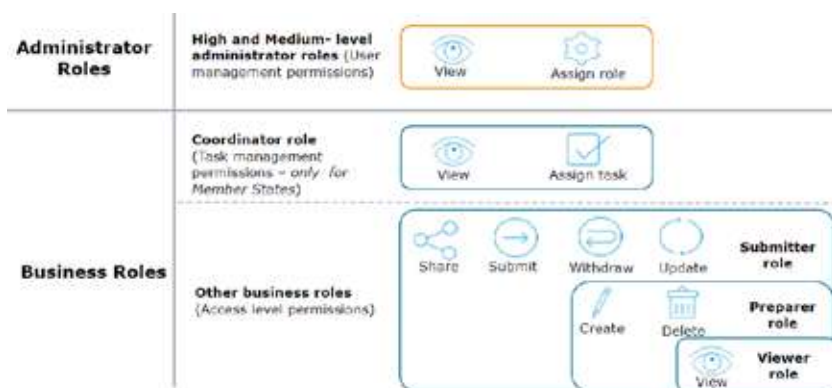 Administrator
Roles
High and Medium- level
administrator roles (User
management permissions)
View
Assign role
Coordinator role
(Task management
permissions – only for
Member States)
View
Assign task
Business Roles
Other business roles
(Access level permissions)
Share
Submit
Withdraw
Update
Submitter
role
Create
Delete
Preparer
role
View
Viewer
role